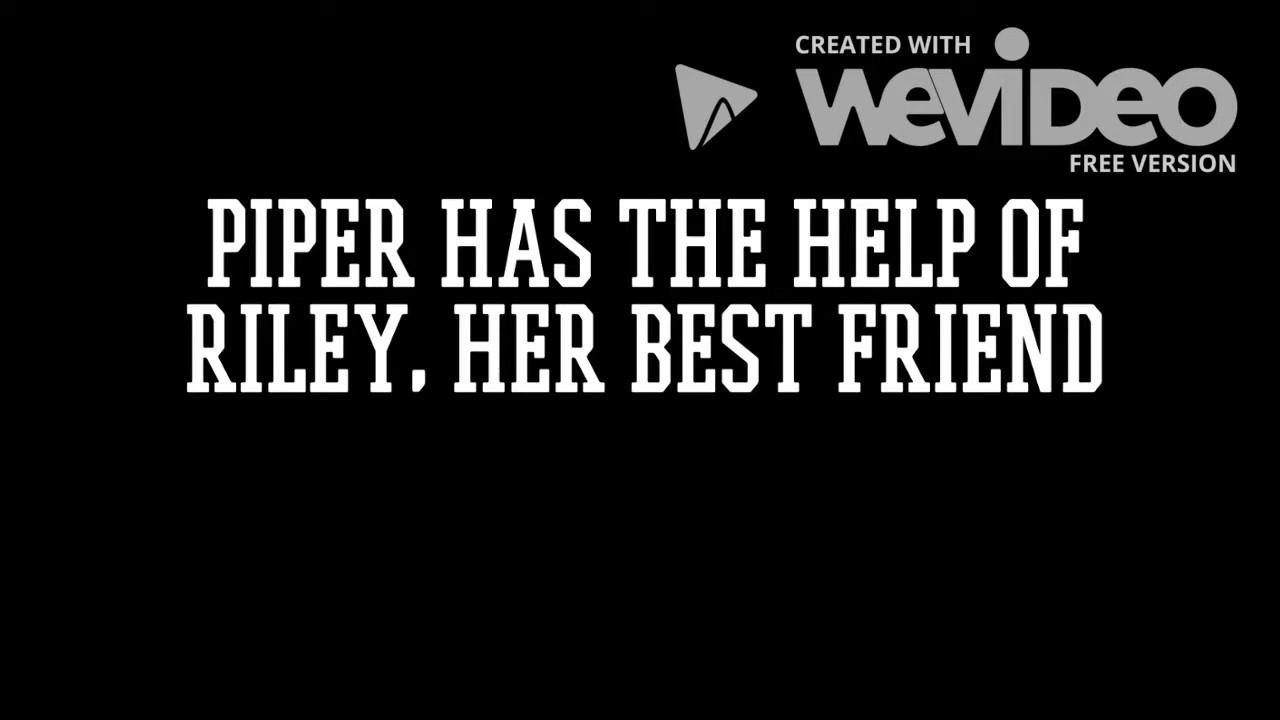 CREATED WITH
WEVIDEO
FREE VERSION
PIPER HAS THE HELP OF
RILEY, HER BEST FRIEND